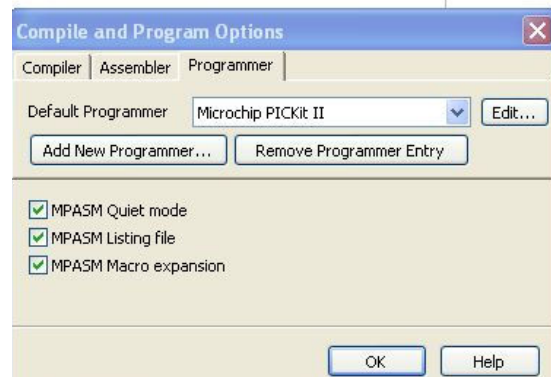 Compile and Program Options
Compiler Assembler Programmer
Default Programmer Microchip PICKit II Edit...
Add New Programmer... Remove Programmer Entry
MPASM Quiet mode
MPASM Listing file
MPASM Macro expansion
OK Help